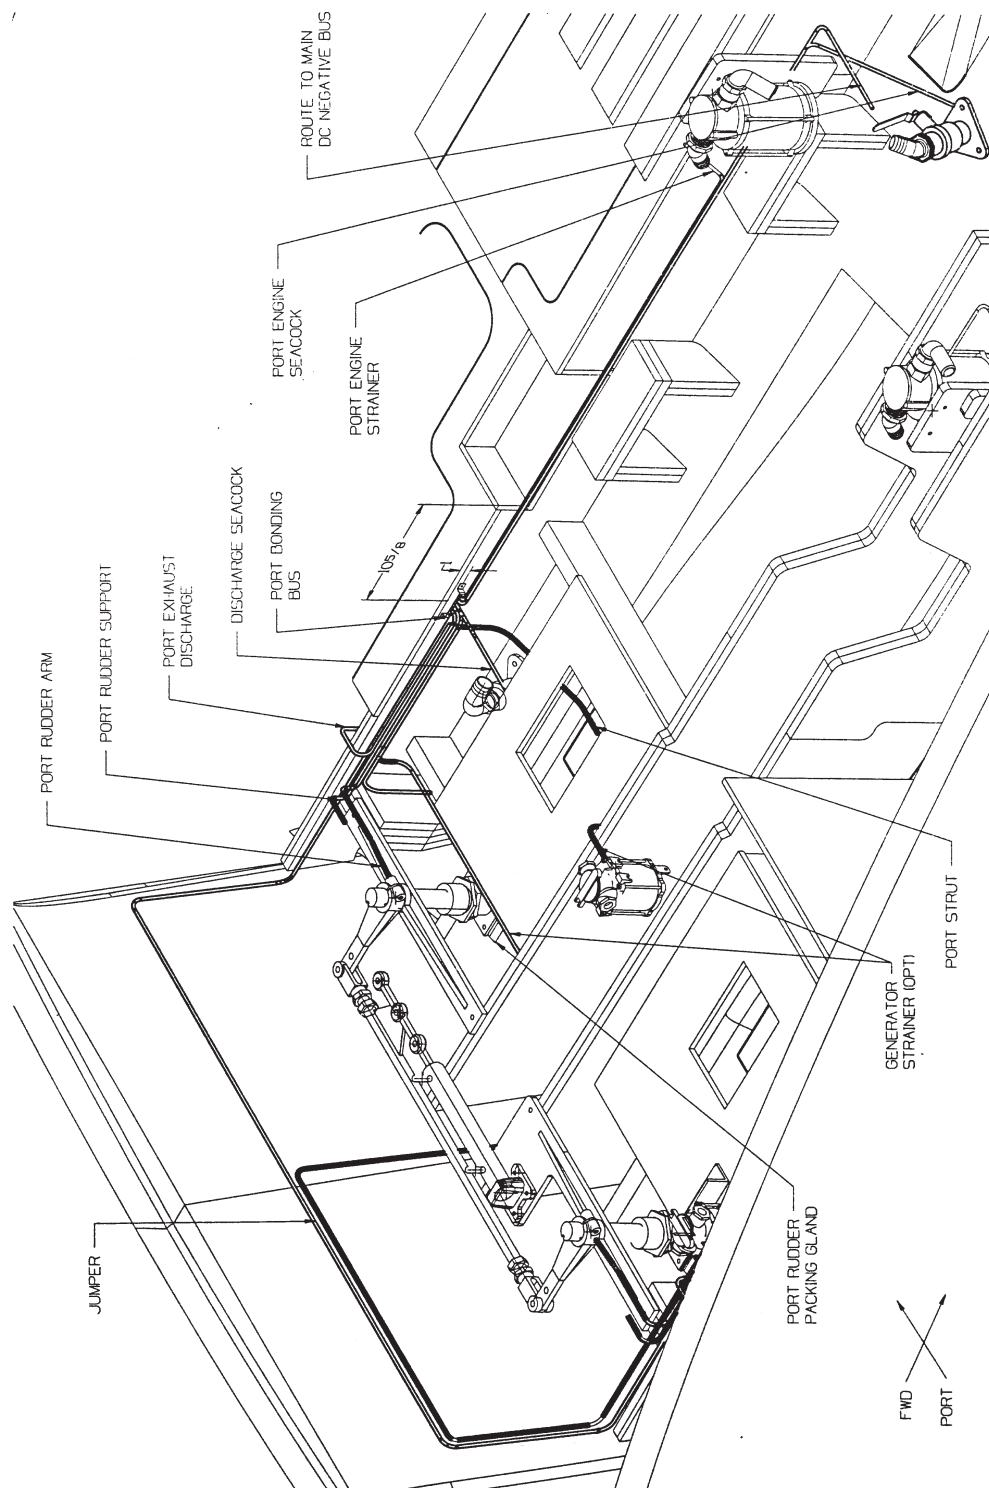 PORT RUDDER ARM
JUMPER
PORT RUDDER SUPPORT
PORT EXHAUST
DISCHARGE
DISCHARGE SEACOCK
PORT BONDING
BUS
PORT ENGINE
SEACOCK
ROUTE TO MAIN
DC NEGATIVE BUS
PORT ENGINE
STRAINER
105/8
PORT RUDDER
PACKING GLAND
GENERATOR
STRAINER (OPT)
PORT STRUT
FWD
PORT